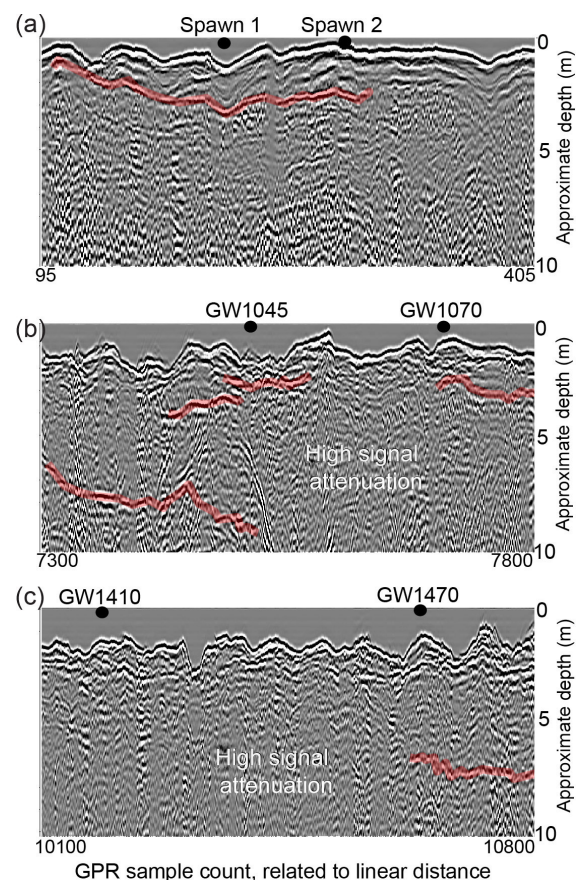 (a) Spawn 1 Spawn 2
0
5
10
Approximate depth (m)
95 405
(b) GW1045 GW1070
0
5
10
Approximate depth (m)
High signal
attenuation
7300 7800
(c) GW1410 GW1470
0
5
10
Approximate depth (m)
High signal
attenuation
10100 10800
GPR sample count, related to linear distance